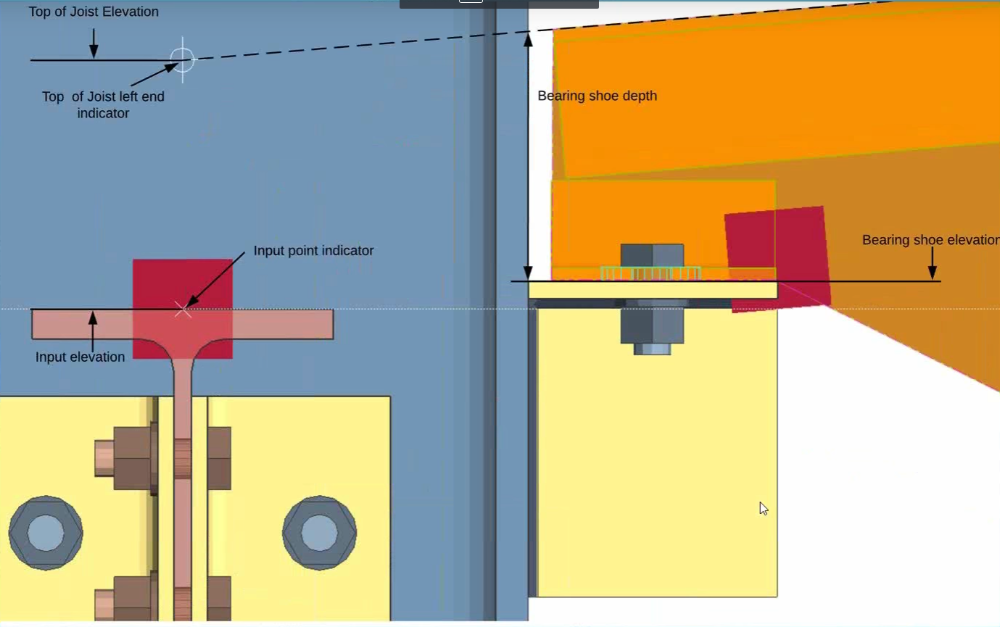 Top of Joist Elevation
Top of Joist left end
indicator
Bearing shoe depth
Bearing shoe elevation
Input point indicator
Input elevation